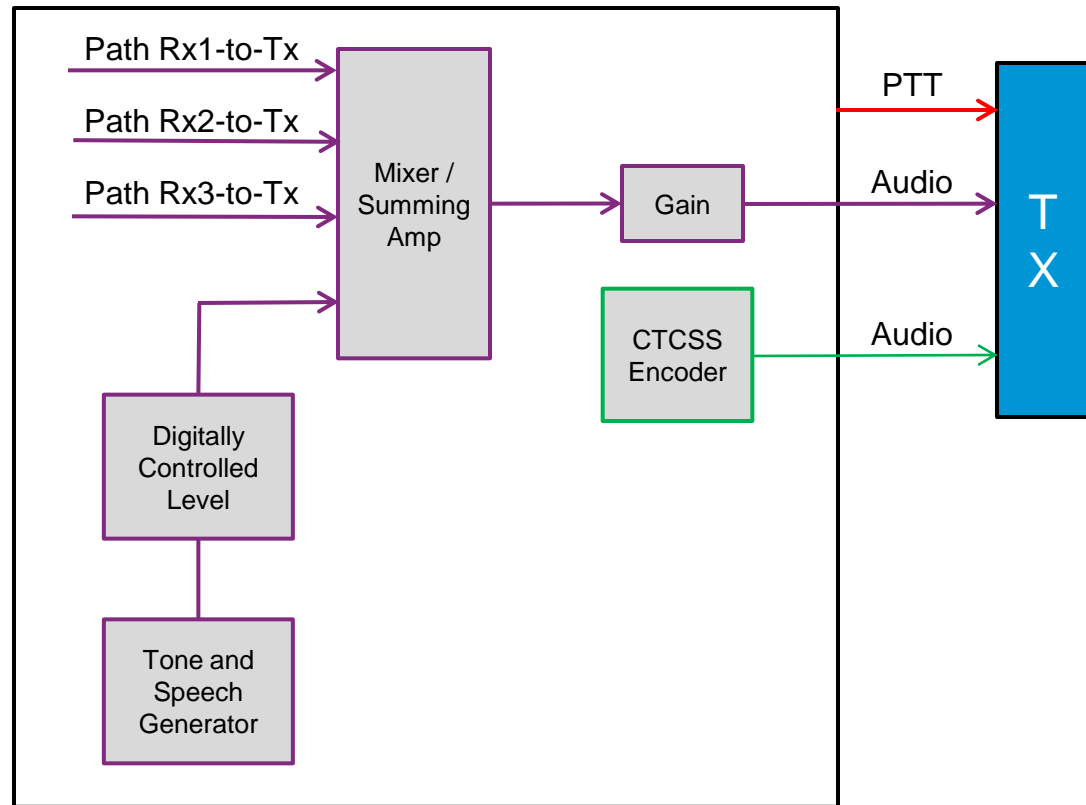 Path Rx1-to-Tx
Path Rx2-to-Tx
Path Rx3-to-Tx
Mixer /
Summing
Amp
Gain
CTCSS
Encoder
Digitally
Controlled
Level
Tone and
Speech
Generator
PTT
Audio
Audio
T
X